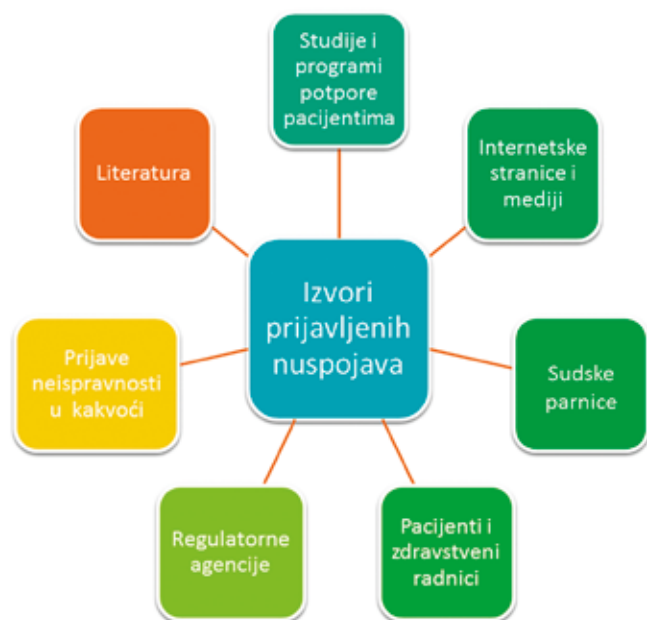 Studije i
programi
potpore
pacijentima
Internetske
stranice i
mediji
Sudske
parnice
Pacijenti i
zdravstveni
radnici
Regulatorne
agencije
Prijave
neispravnosti
u kakvoći
Literatura
Izvori
prijavljenih
nuspojava